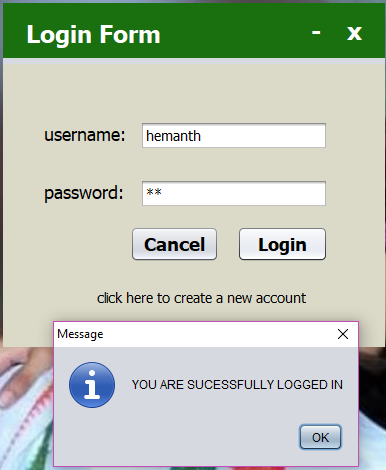 Login Form - x
username: hemanth
password: **
Cancel Login
click here to create a new account
Message
YOU ARE SUCESSFULLY LOGGED IN
OK